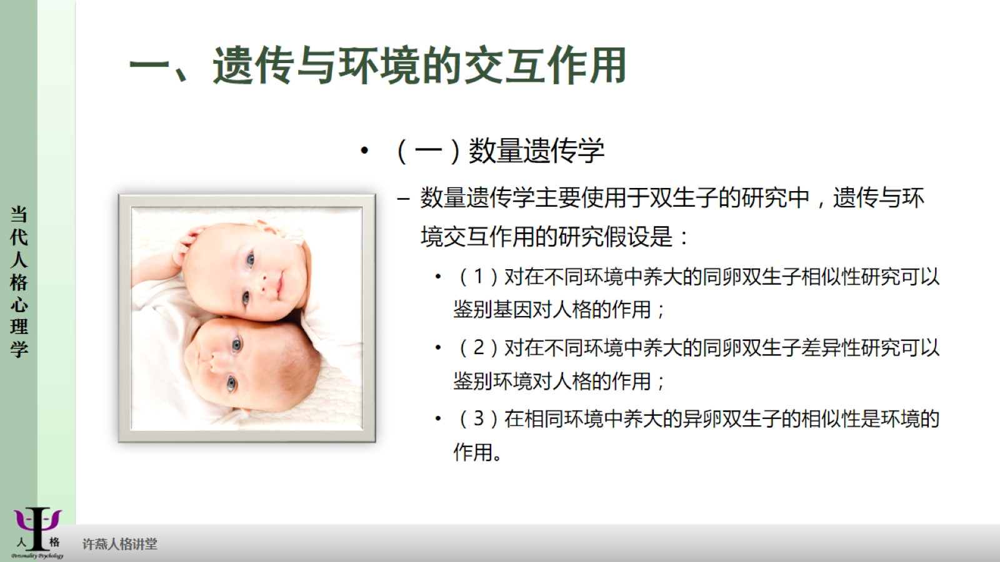 一、遗传与环境的交互作用
• （一）数量遗传学
– 数量遗传学主要使用于双生子的研究中，遗传与环
境交互作用的研究假设是：
• （1）对在不同环境中养大的同卵双生子相似性研究可以
鉴别基因对人格的作用；
• （2）对在不同环境中养大的同卵双生子差异性研究可以
鉴别环境对人格的作用；
• （3）在相同环境中养大的异卵双生子的相似性是环境的
作用。
当代人格心理学
人格
Personality Psychology
许燕人格讲堂